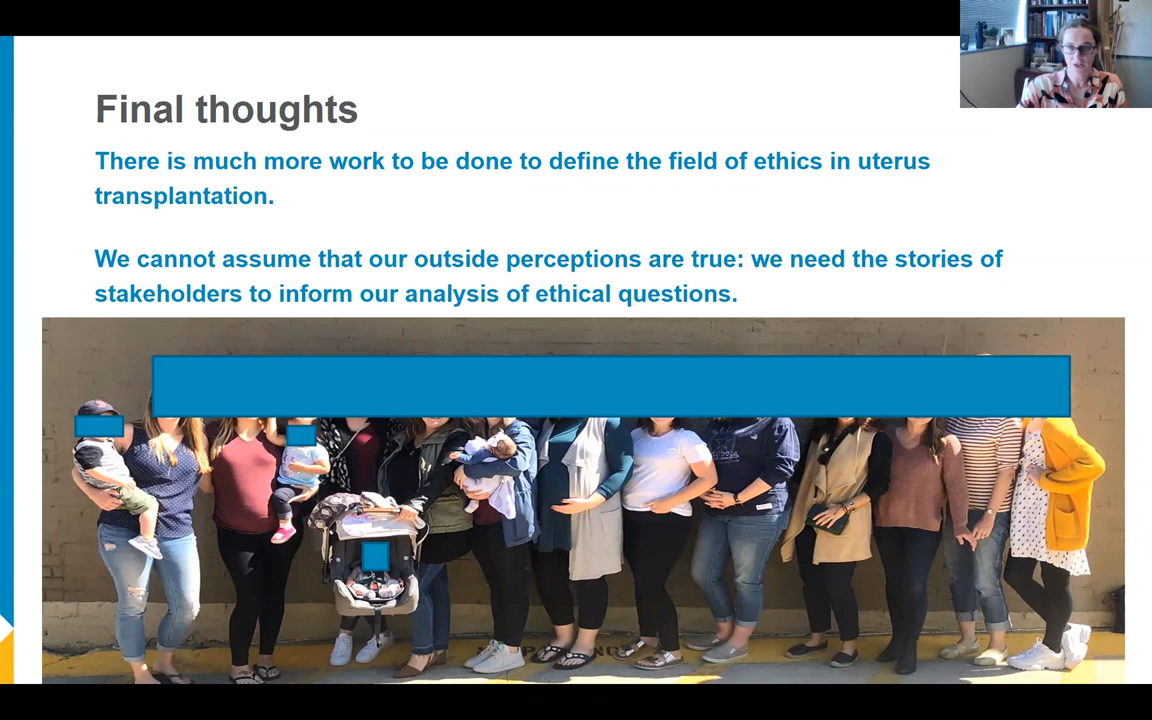 Final thoughts
There is much more work to be done to define the field of ethics in uterus
transplantation.
We cannot assume that our outside perceptions are true: we need the stories of
stakeholders to inform our analysis of ethical questions.